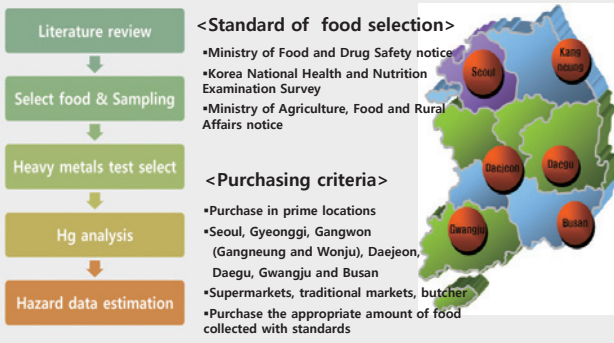 Literature review
Select food & Sampling
Heavy metals test select
Hg analysis
Hazard data estimation
<Standard of food selection>
▪Ministry of Food and Drug Safety notice
▪Korea National Health and Nutrition
Examination Survey
▪Ministry of Agriculture, Food and Rural
Affairs notice
<Purchasing criteria>
▪Purchase in prime locations
▪Seoul, Gyeonggi, Gangwon
(Gangneung and Wonju), Daejeon,
Daegu, Gwangju and Busan
▪Supermarkets, traditional markets, butcher
▪Purchase the appropriate amount of food
collected with standards
Seoul
Kang
neung
Daejeon
Daegu
Gwangju
Busan